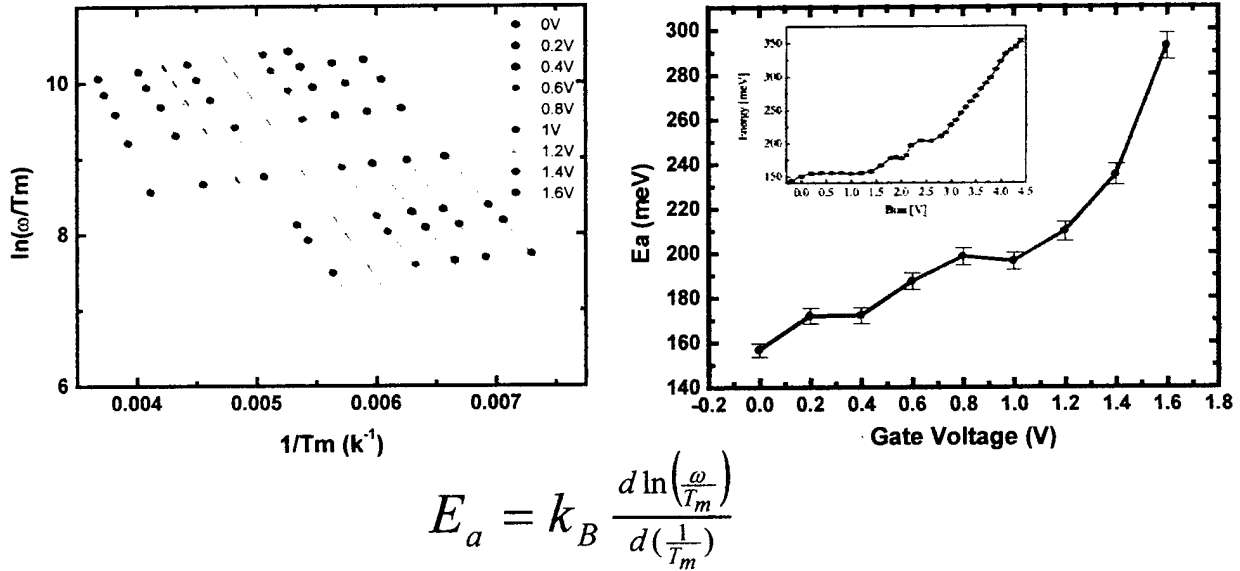 ln(ω/Tm)
10
8
6
0.004 0.005 0.006 0.007
1/Tm (k⁻¹)
0V
0.2V
0.4V
0.6V
0.8V
1V
1.2V
1.4V
1.6V
Ea (meV)
300
280
260
240
220
200
180
160
140
-0.2 0.0 0.2 0.4 0.6 0.8 1.0 1.2 1.4 1.6 1.8
Gate Voltage (V)
Energy [meV]
350
300
250
200
150
0.0 0.5 1.0 1.5 2.0 2.5 3.0 3.5 4.0 4.5
Bias [V]
E_a = k_B d ln(ω/T_m) / d(1/T_m)